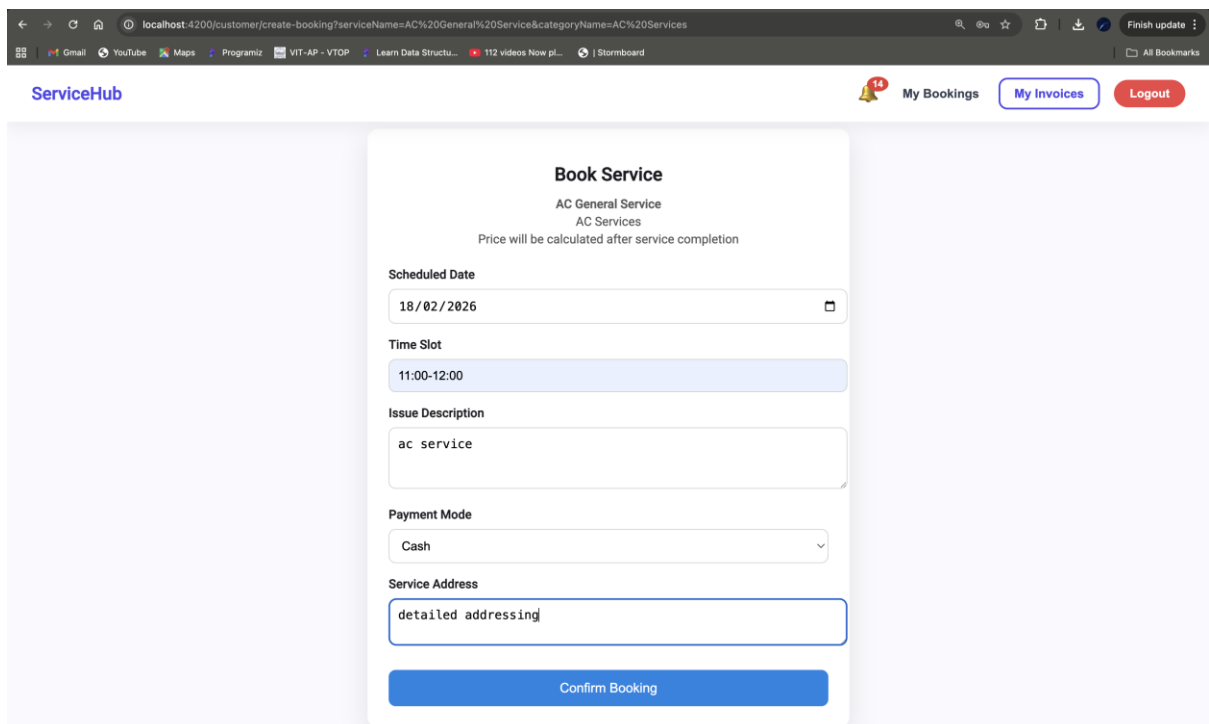 localhost:4200/customer/create-booking?serviceName=AC%20General%20Service&categoryName=AC%20Services
Finish update
Gmail YouTube Maps Programiz VIT-AP - VTOP Learn Data Structu... 112 videos Now pl... | Stormboard All Bookmarks
ServiceHub 14 My Bookings My Invoices Logout
Book Service
AC General Service
AC Services
Price will be calculated after service completion
Scheduled Date
18/02/2026
Time Slot
11:00-12:00
Issue Description
ac service
Payment Mode
Cash
Service Address
detailed addressing
Confirm Booking